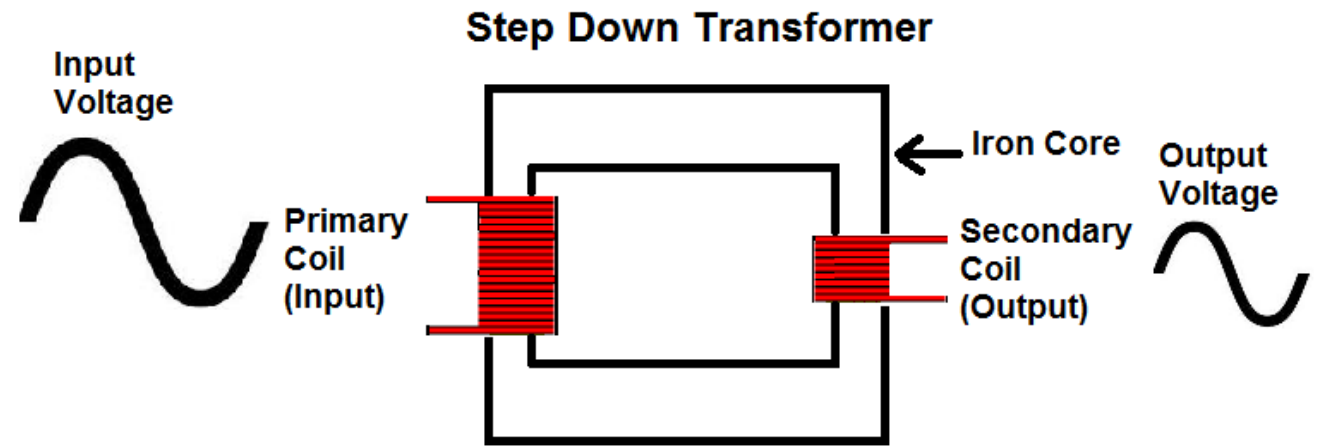 Step Down Transformer
Input
Voltage
Iron Core
Output
Voltage
Primary
Coil
(Input)
Secondary
Coil
(Output)